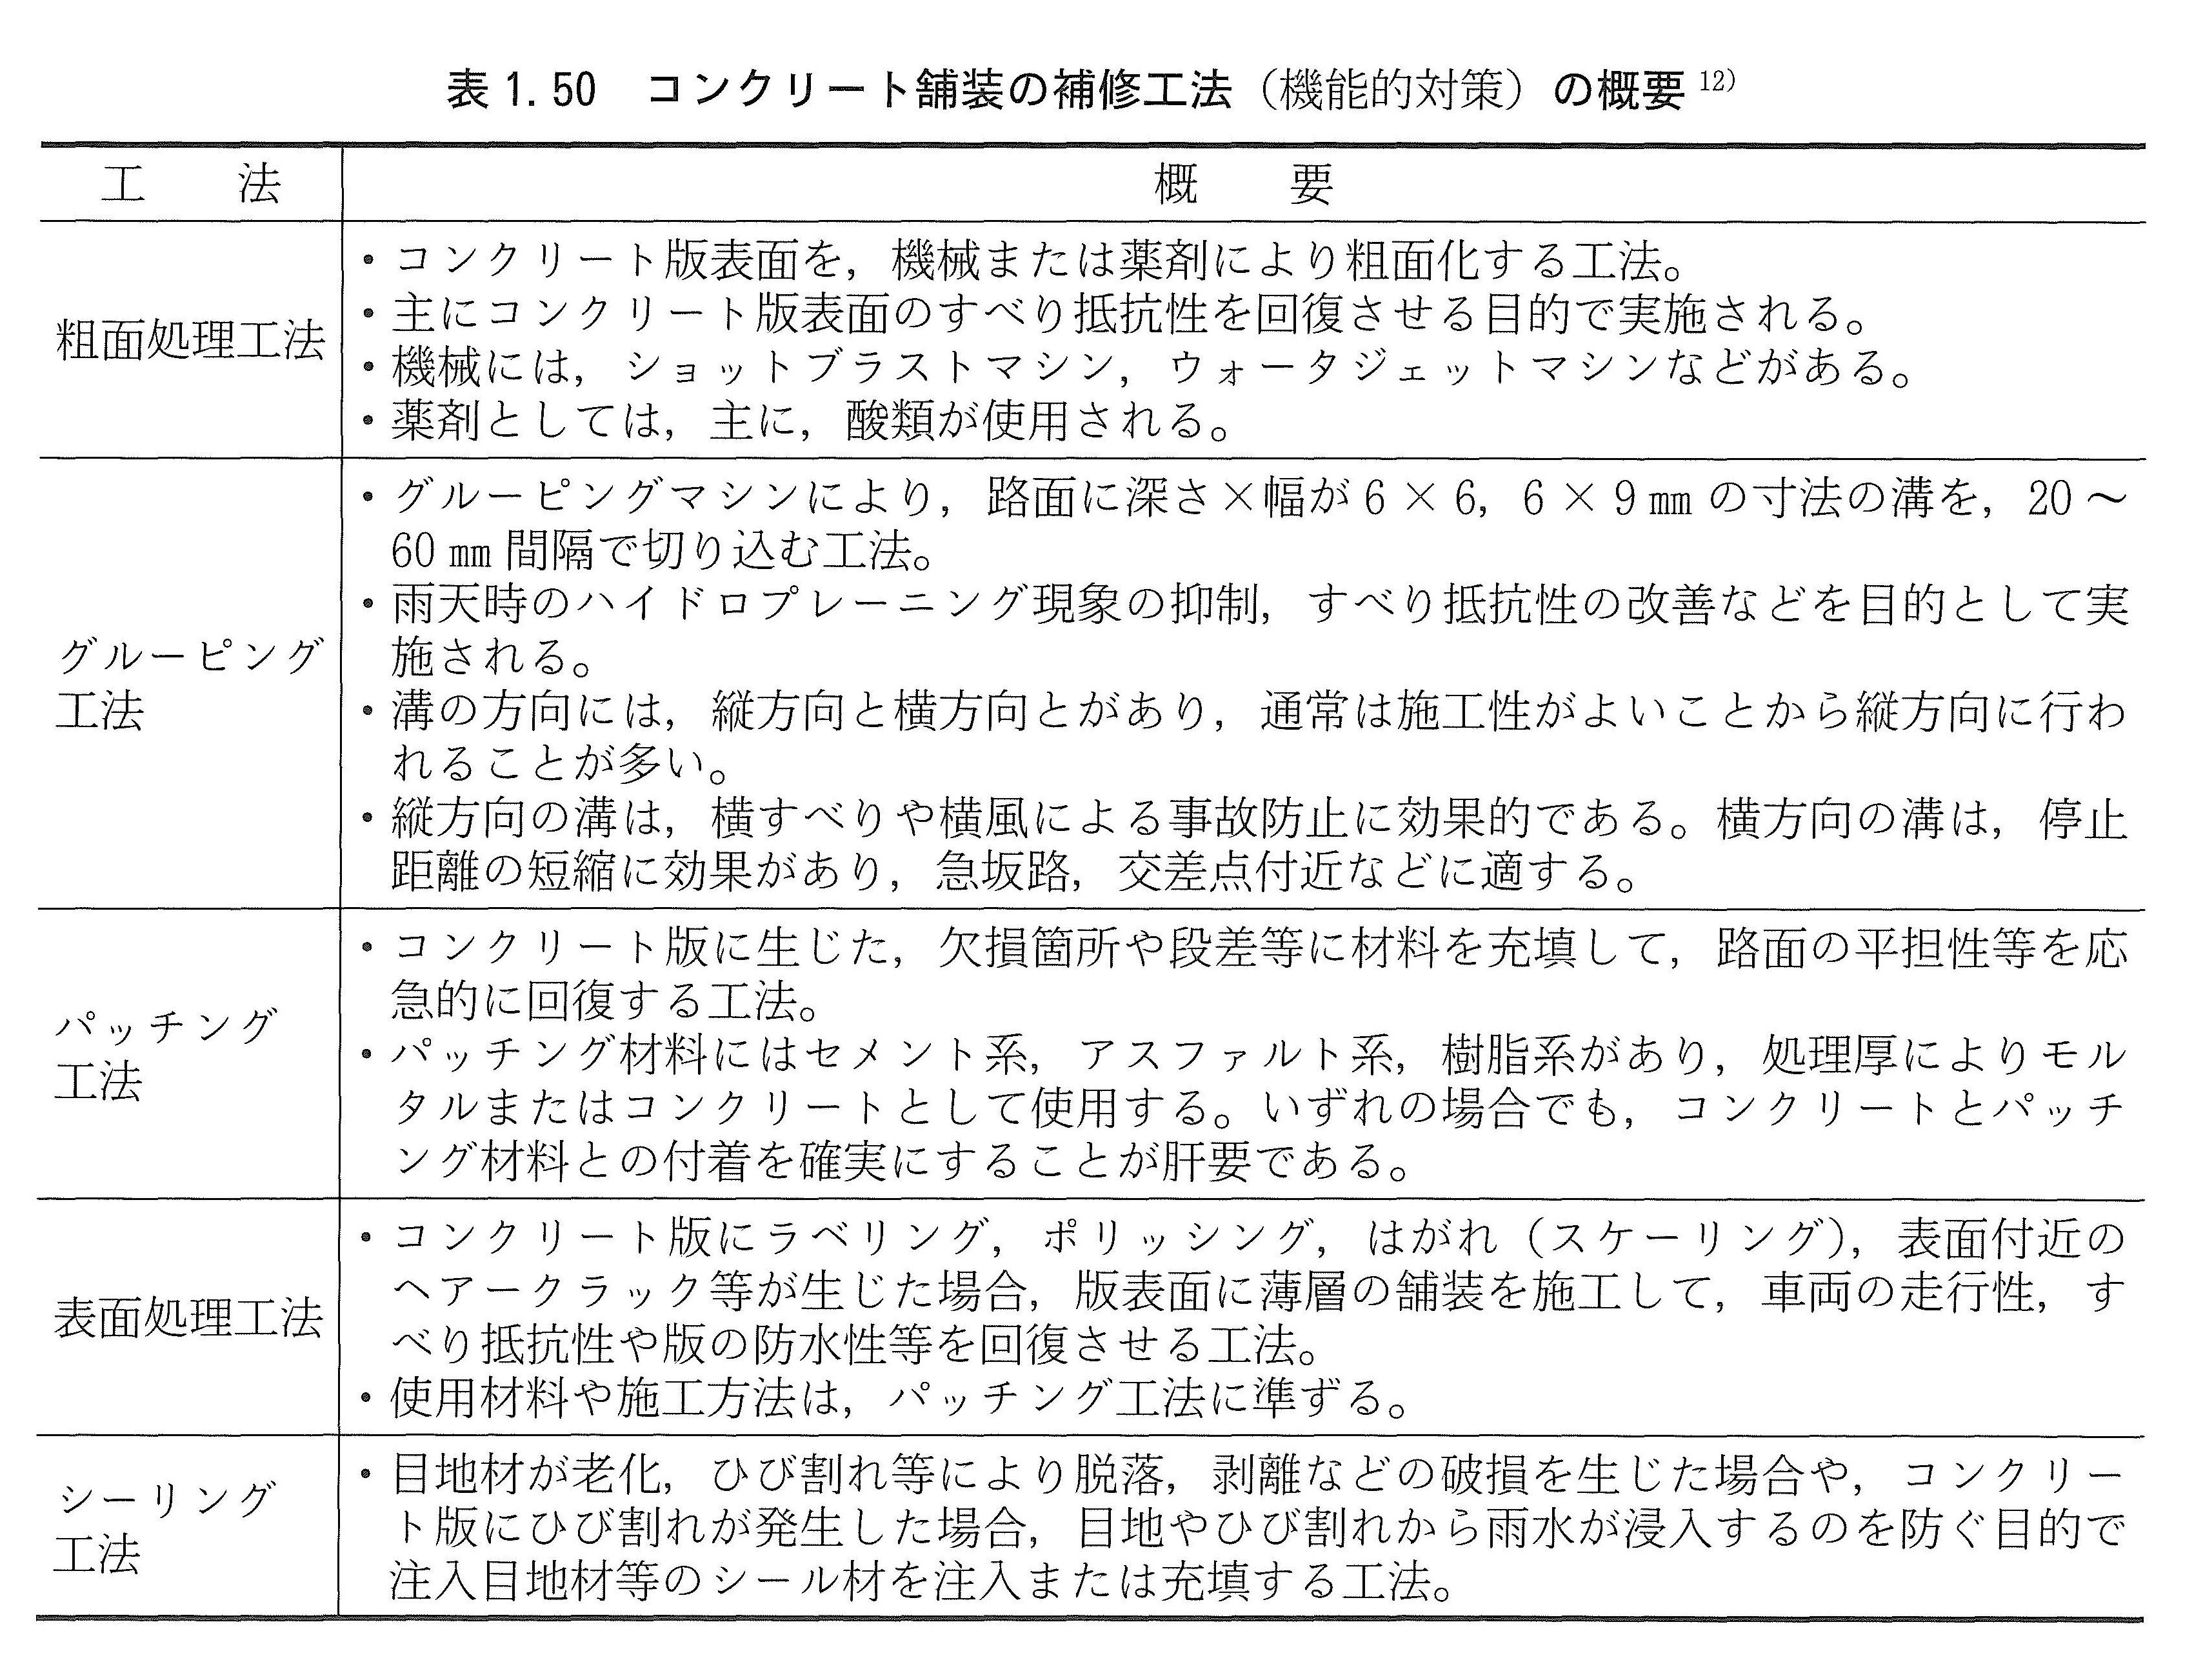 表1.50　コンクリート舗装の補修工法（機能的対策）の概要12)
工　法
概　要
粗面処理工法
・コンクリート版表面を，機械または薬剤により粗面化する工法。
・主にコンクリート版表面のすべり抵抗性を回復させる目的で実施される。
・機械には，ショットブラストマシン，ウォータジェットマシンなどがある。
・薬剤としては，主に，酸類が使用される。
グルーピング
工法
・グルーピングマシンにより，路面に深さ×幅が6×6，6×9mmの寸法の溝を，20～
60mm間隔で切り込む工法。
・雨天時のハイドロプレーニング現象の抑制，すべり抵抗性の改善などを目的として実
施される。
・溝の方向には，縦方向と横方向とがあり，通常は施工性がよいことから縦方向に行わ
れることが多い。
・縦方向の溝は，横すべりや横風による事故防止に効果的である。横方向の溝は，停止
距離の短縮に効果があり，急坂路，交差点付近などに適する。
パッチング
工法
・コンクリート版に生じた，欠損箇所や段差等に材料を充填して，路面の平担性等を応
急的に回復する工法。
・パッチング材料にはセメント系，アスファルト系，樹脂系があり，処理厚によりモル
タルまたはコンクリートとして使用する。いずれの場合でも，コンクリートとパッチ
ング材料との付着を確実にすることが肝要である。
表面処理工法
・コンクリート版にラベリング，ポリッシング，はがれ（スケーリング），表面付近の
ヘアークラック等が生じた場合，版表面に薄層の舗装を施工して，車両の走行性，す
べり抵抗性や版の防水性等を回復させる工法。
・使用材料や施工方法は，パッチング工法に準ずる。
シーリング
工法
・目地材が老化，ひび割れ等により脱落，剥離などの破損を生じた場合や，コンクリー
ト版にひび割れが発生した場合，目地やひび割れから雨水が浸入するのを防ぐ目的で
注入目地材等のシール材を注入または充填する工法。